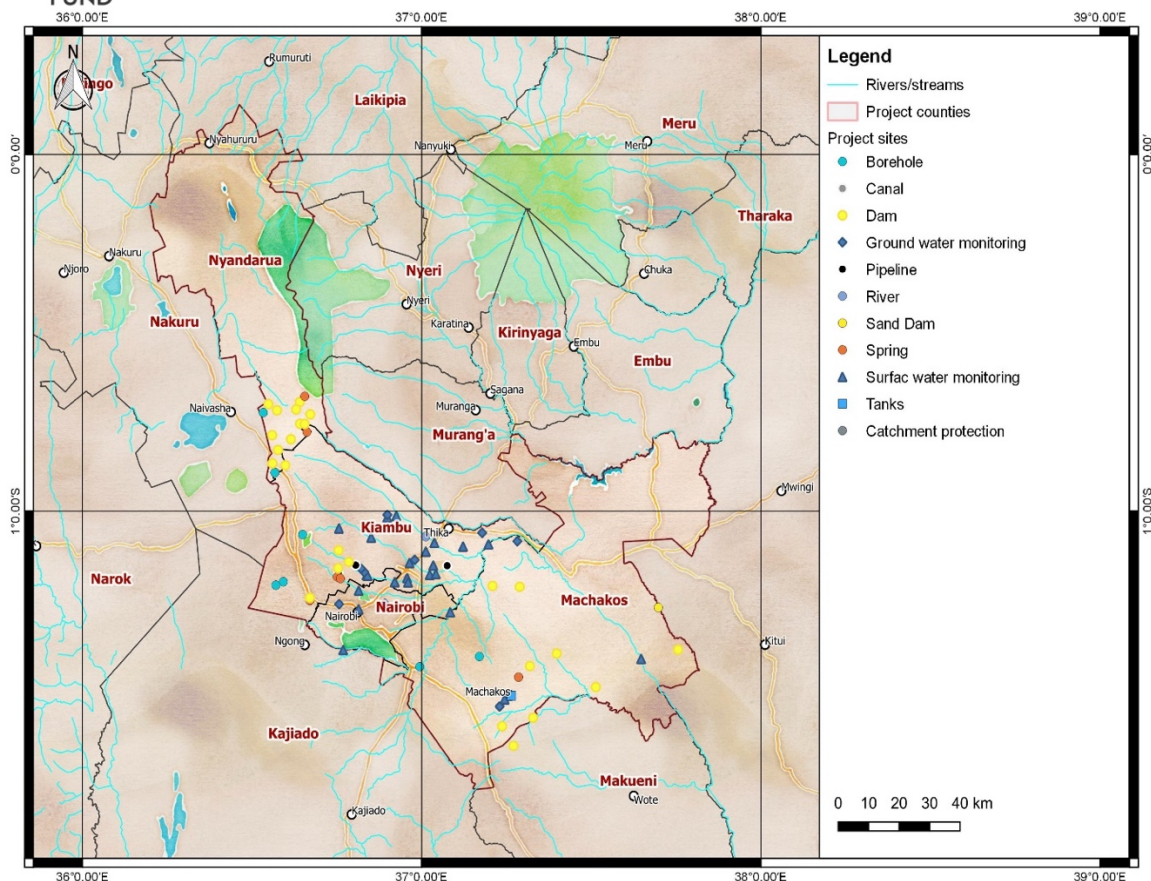 FUND
36°0.00'E
37°0.00'E
38°0.00'E
39°0.00'E
N
Rumuruti
Laikipia
Meru
Nyahururu
Nanyuki
Meru
0°0.00'
0°0.00'
Tharaka
Nakuru
Nyandarua
Njoro
Nyeri
Chuka
Nyeri
Nakuru
Karatina
Kirinyaga
Embu
Embu
Sagana
Naivasha
Muranga
Murang'a
Mwingi
1°0.00'S
1°0.00'S
Kiambu
Thika
Narok
Machakos
Nairobi
Nairobi
Ngong
Kitui
Machakos
Kajiado
Makueni
Wote
Kajiado
Legend
Rivers/streams
Project counties
Project sites
Borehole
Canal
Dam
Ground water monitoring
Pipeline
River
Sand Dam
Spring
Surfac water monitoring
Tanks
Catchment protection
0 10 20 30 40 km
36°0.00'E
37°0.00'E
38°0.00'E
39°0.00'E